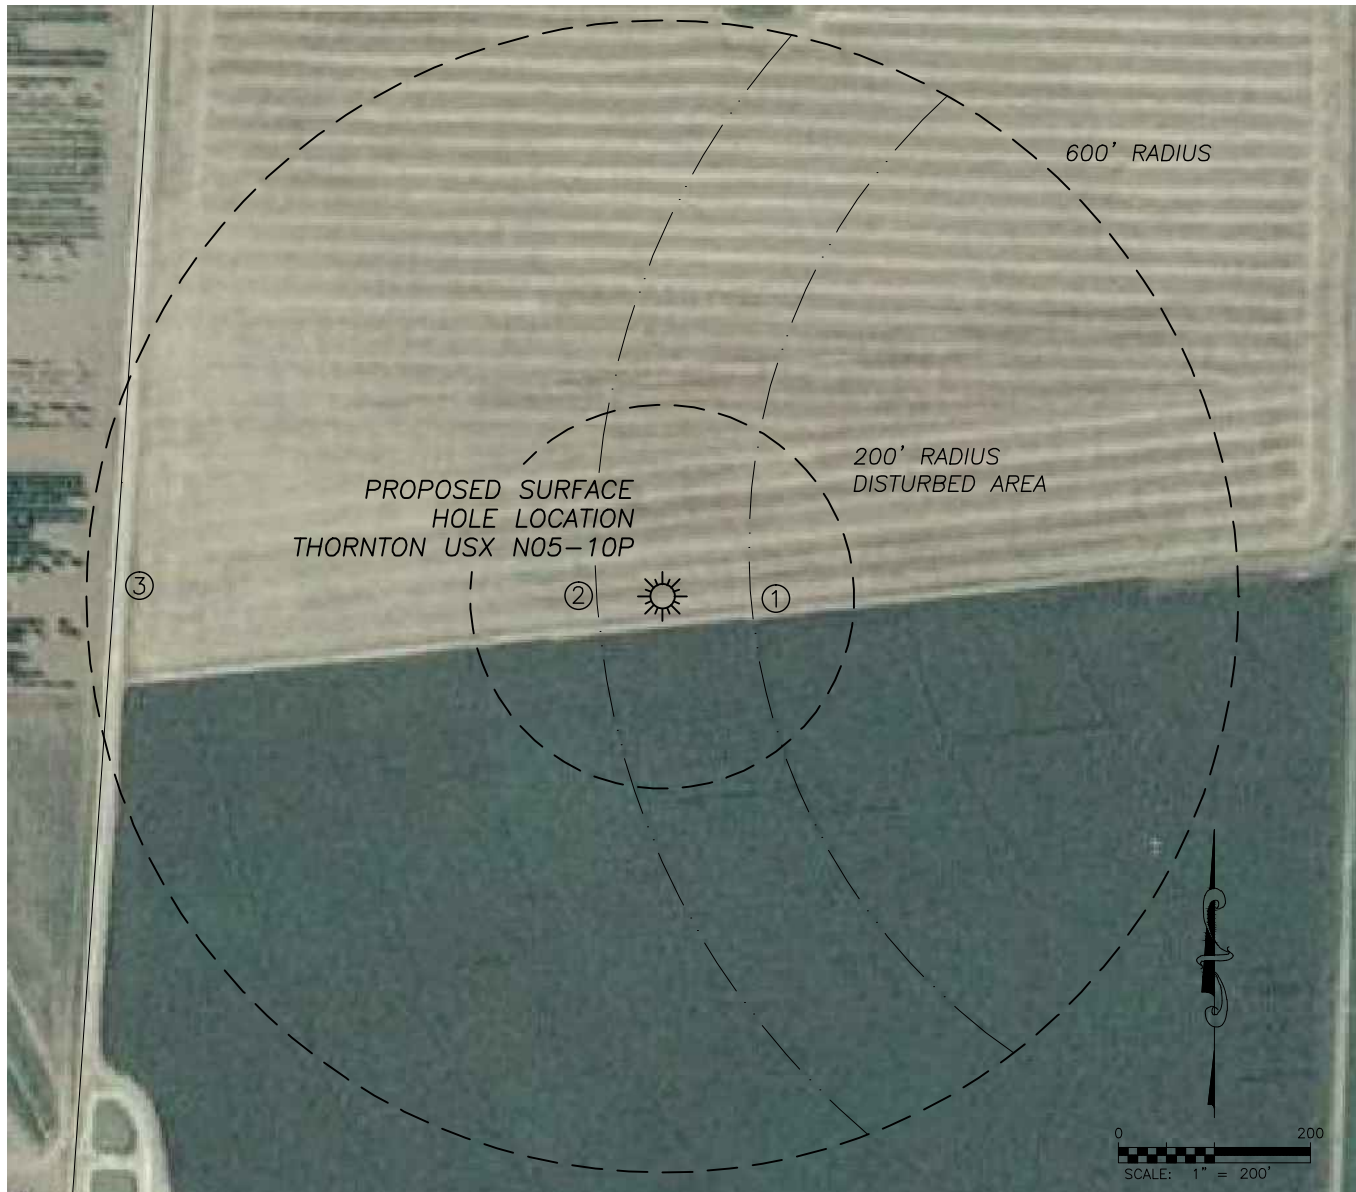 600' RADIUS
200' RADIUS
DISTURBED AREA
PROPOSED SURFACE
HOLE LOCATION
THORNTON USX N05-10P
3
2
1
0 200
SCALE: 1" = 200'